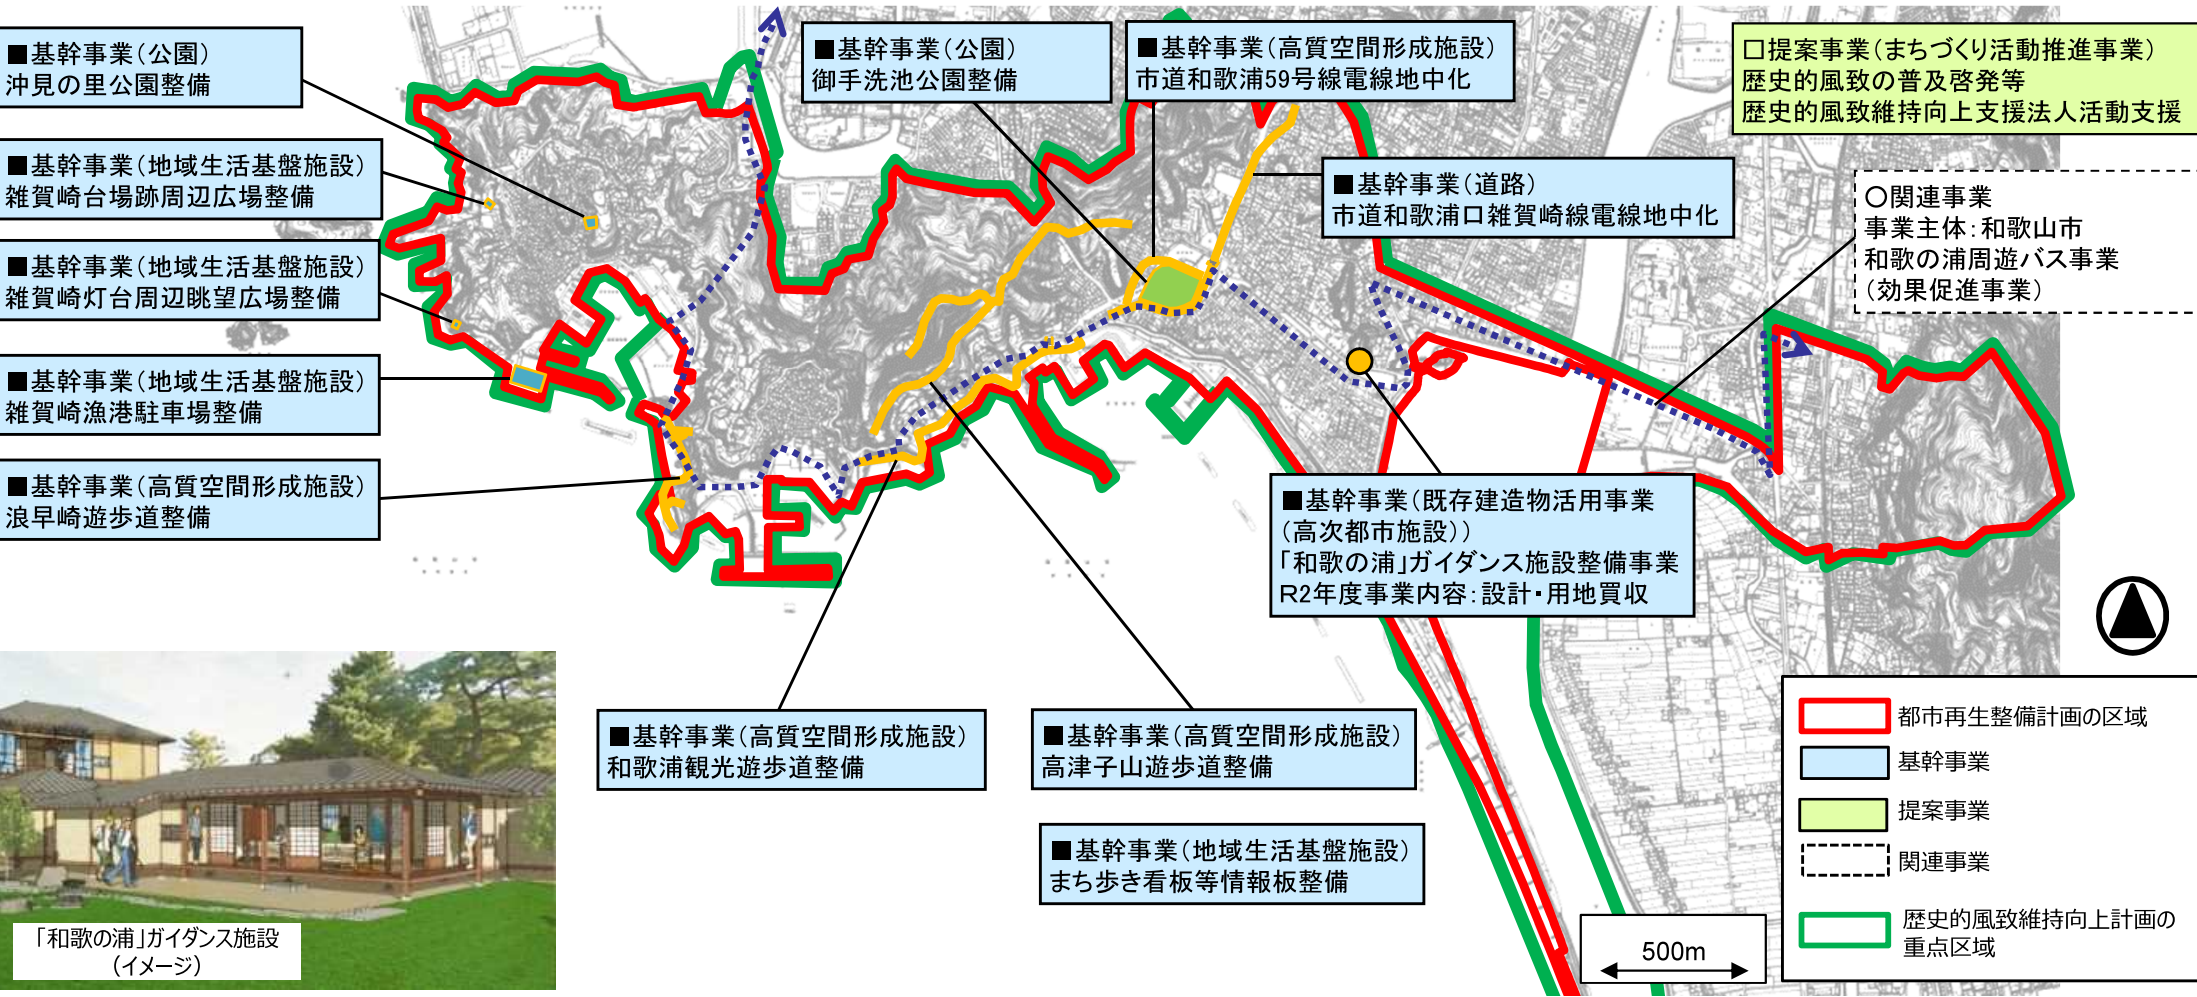 ■基幹事業(公園)
沖見の里公園整備
■基幹事業(地域生活基盤施設)
雑賀崎台場跡周辺広場整備
■基幹事業(地域生活基盤施設)
雑賀崎灯台周辺眺望広場整備
■基幹事業(地域生活基盤施設)
雑賀崎漁港駐車場整備
■基幹事業(高質空間形成施設)
浪早崎遊歩道整備
■基幹事業(公園)
御手洗池公園整備
■基幹事業(高質空間形成施設)
市道和歌浦59号線電線地中化
■基幹事業(道路)
市道和歌浦口雑賀崎線電線地中化
□提案事業(まちづくり活動推進事業)
歴史的風致の普及啓発等
歴史的風致維持向上支援法人活動支援
○関連事業
事業主体:和歌山市
和歌の浦周遊バス事業
(効果促進事業)
■基幹事業(既存建造物活用事業
(高次都市施設))
「和歌の浦」ガイダンス施設整備事業
R2年度事業内容:設計・用地買収
■基幹事業(高質空間形成施設)
和歌浦観光遊歩道整備
■基幹事業(高質空間形成施設)
高津子山遊歩道整備
■基幹事業(地域生活基盤施設)
まち歩き看板等情報板整備
「和歌の浦」ガイダンス施設
(イメージ)
500m
都市再生整備計画の区域
基幹事業
提案事業
関連事業
歴史的風致維持向上計画の
重点区域